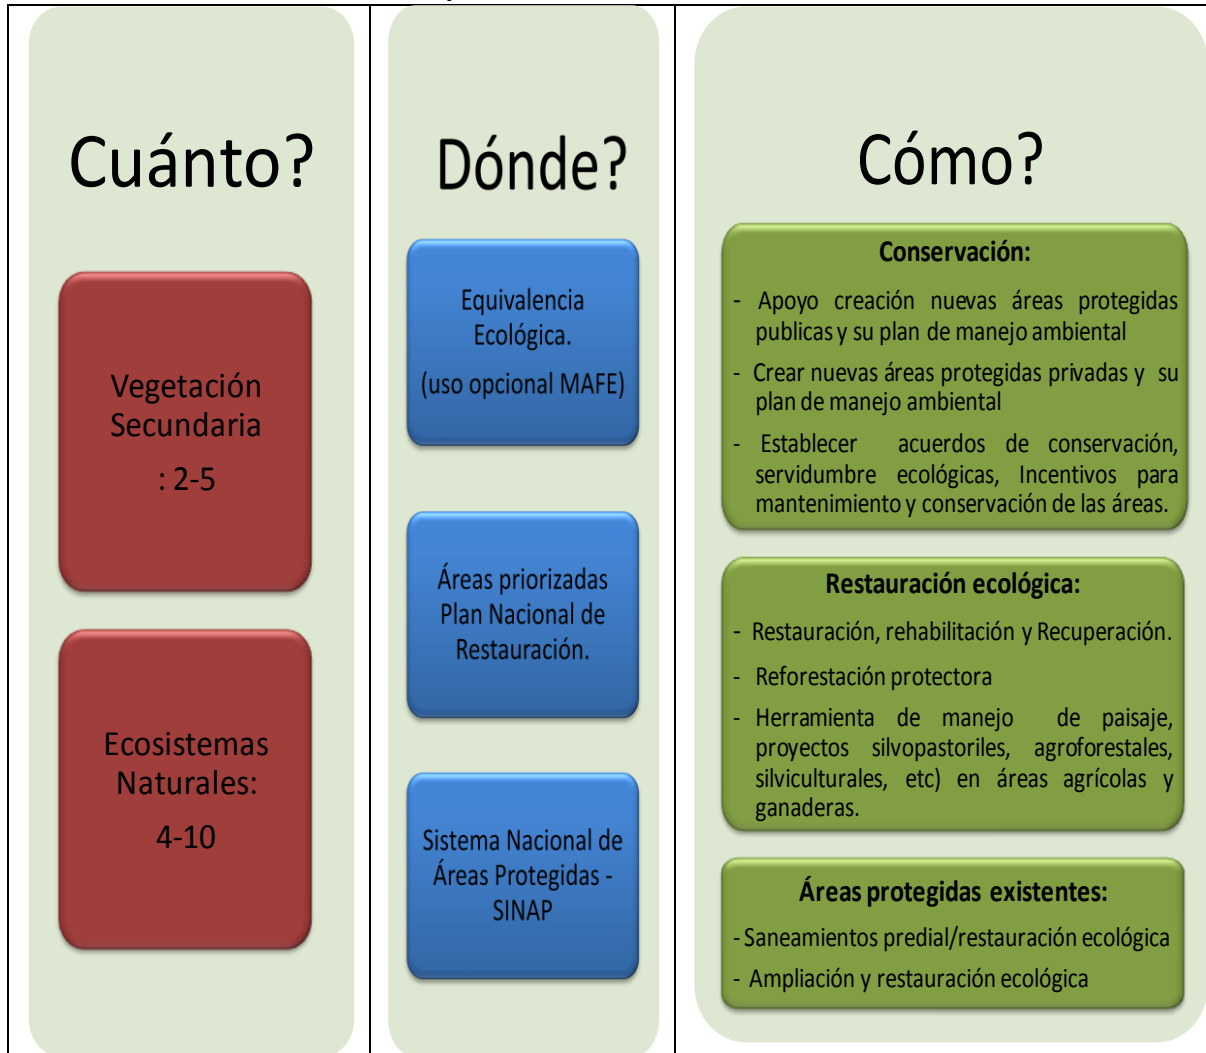 Cuánto?
Vegetación
Secundaria
: 2-5
Ecosistemas
Naturales:
4-10
Dónde?
Equivalencia
Ecológica.
(uso opcional MAFE)
Áreas priorizadas
Plan Nacional de
Restauración.
Sistema Nacional de
Áreas Protegidas -
SINAP
Cómo?
Conservación:
- Apoyo creación nuevas áreas protegidas
publicas y su plan de manejo ambiental
- Crear nuevas áreas protegidas privadas y su
plan de manejo ambiental
- Establecer acuerdos de conservación,
servidumbre ecológicas, Incentivos para
mantenimiento y conservación de las áreas.
Restauración ecológica:
- Restauración, rehabilitación y Recuperación.
- Reforestación protectora
- Herramienta de manejo de paisaje,
proyectos silvopastoriles, agroforestales,
silviculturales, etc) en áreas agrícolas y
ganaderas.
Áreas protegidas existentes:
- Saneamientos predial/restauración ecológica
- Ampliación y restauración ecológica